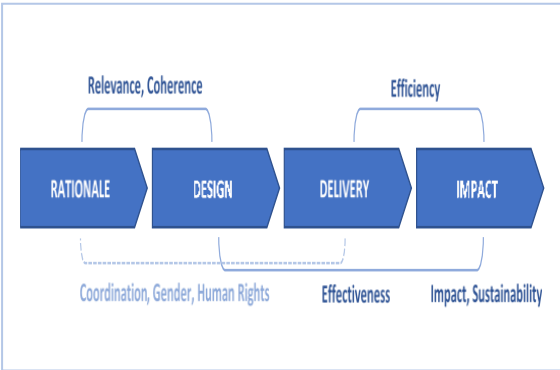 Relevance, Coherence
Efficiency
RATIONALE
DESIGN
DELIVERY
IMPACT
Coordination, Gender, Human Rights
Effectiveness
Impact, Sustainability